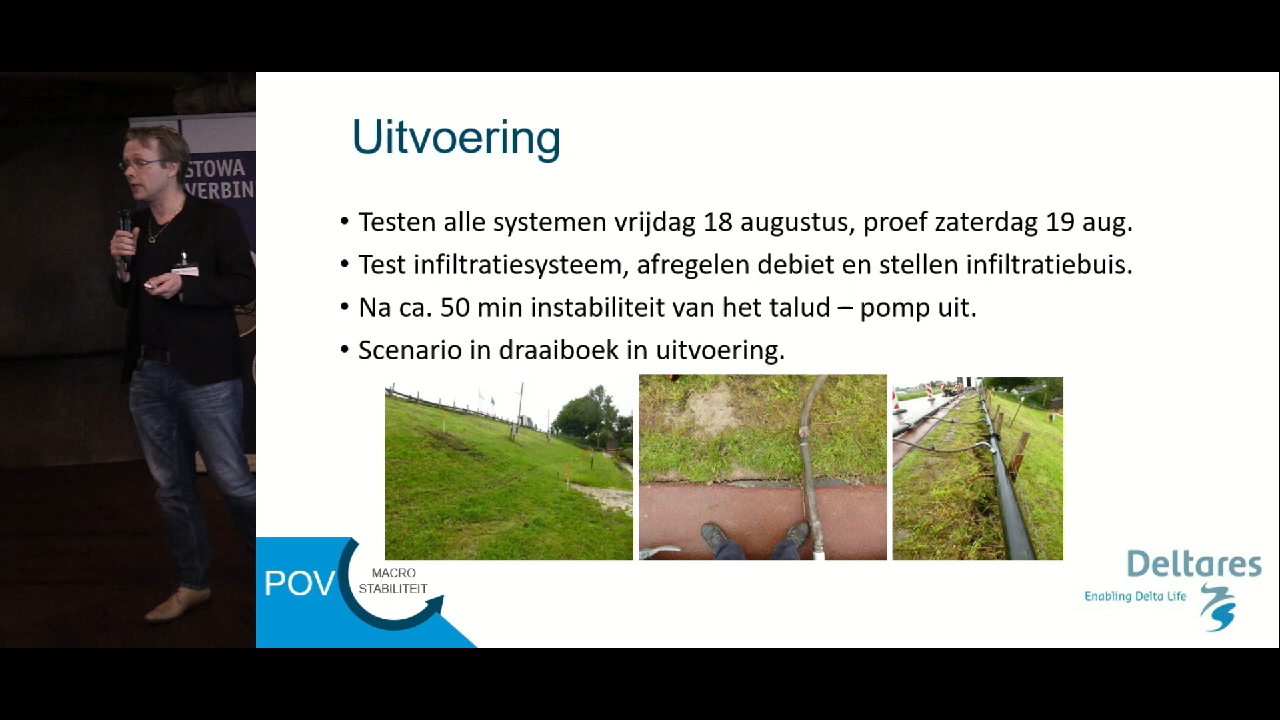 STOWA
VERBIN
Uitvoering
• Testen alle systemen vrijdag 18 augustus, proef zaterdag 19 aug.
• Test infiltratiesysteem, afregelen debiet en stellen infiltratiebuis.
• Na ca. 50 min instabiliteit van het talud – pomp uit.
• Scenario in draaiboek in uitvoering.
POV
MACRO
STABILITEIT
Deltares
Enabling Delta Life